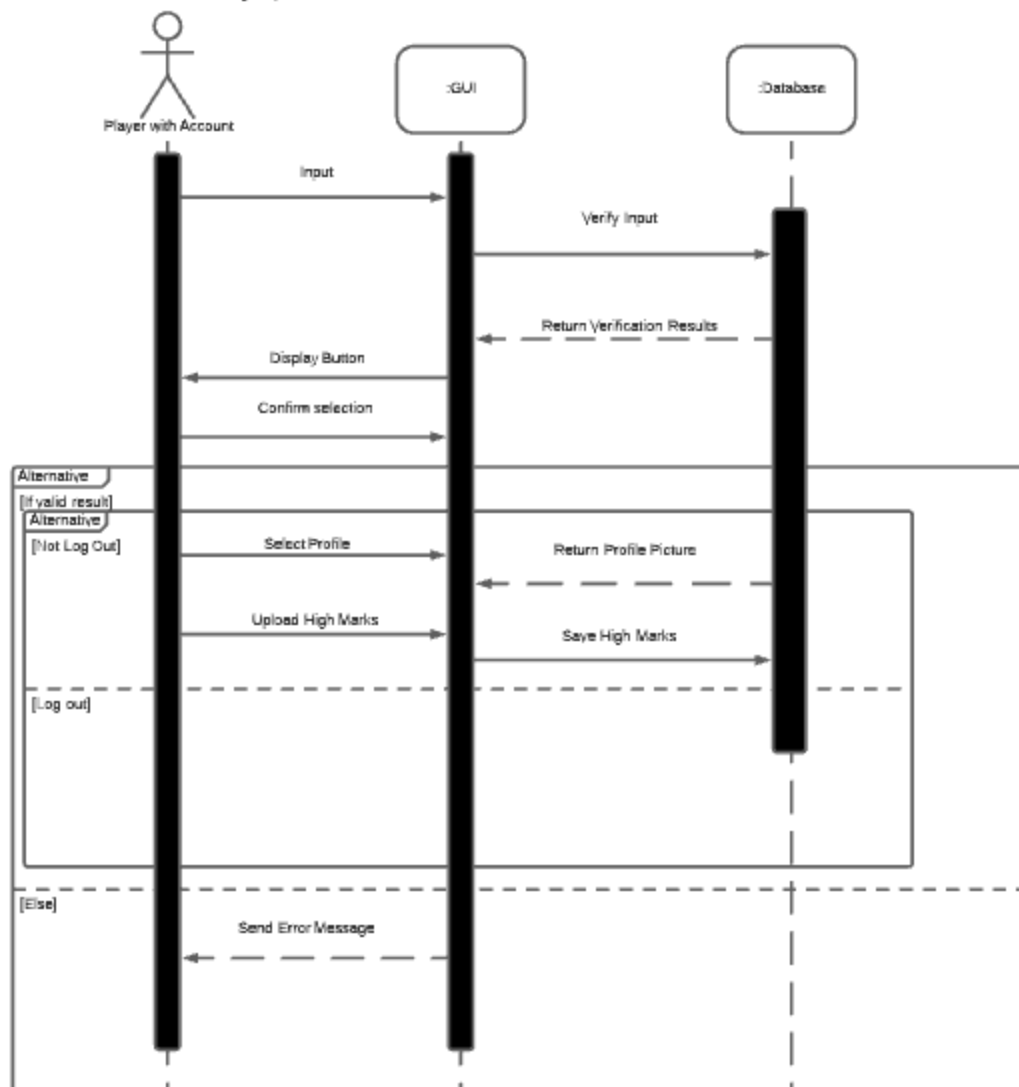 Player with Account
:GUI
:Database
Input
Verify Input
Return Verification Results
Display Button
Confirm selection
Alternative
[If valid result]
Alternative
[Not Log Out]
Select Profile
Return Profile Picture
Upload High Marks
Save High Marks
[Log out]
[Else]
Send Error Message